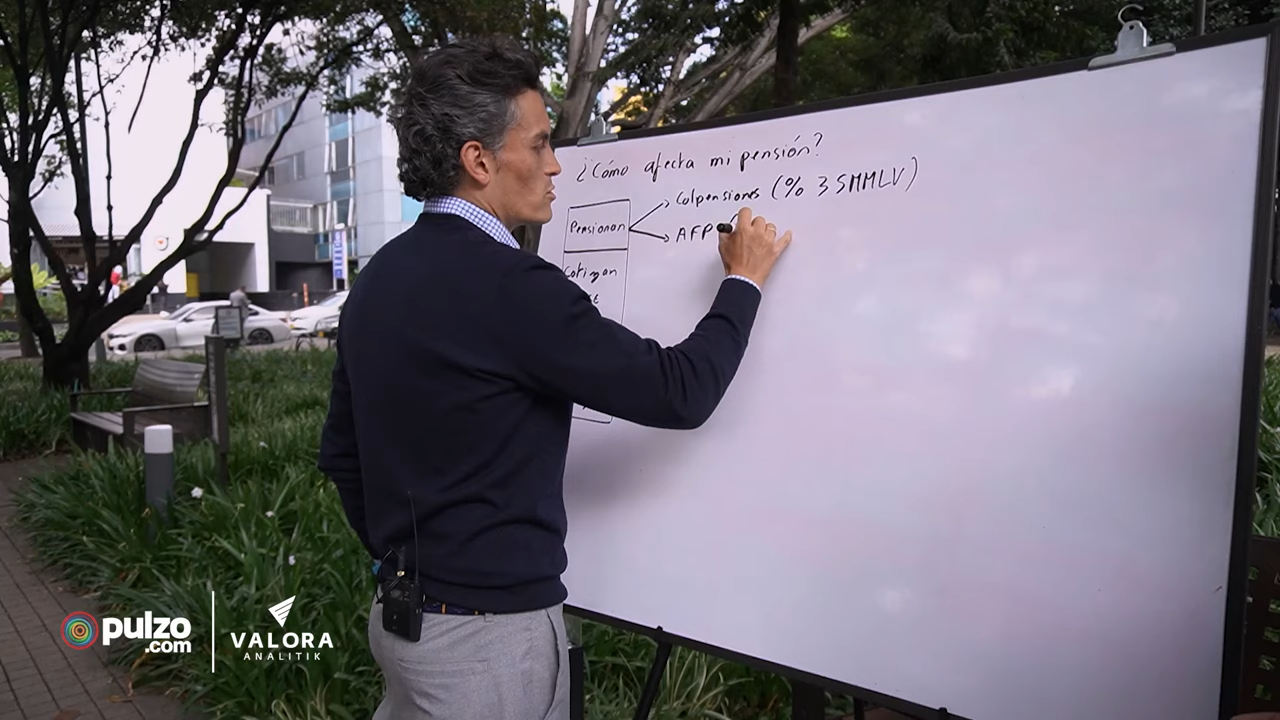 ¿Cómo afecta mi pensión?
Colpensiones (% 3 SMMLV)
Pensionan
AFP
Cotizan
pulzo
.com
VALORA
ANALITIK